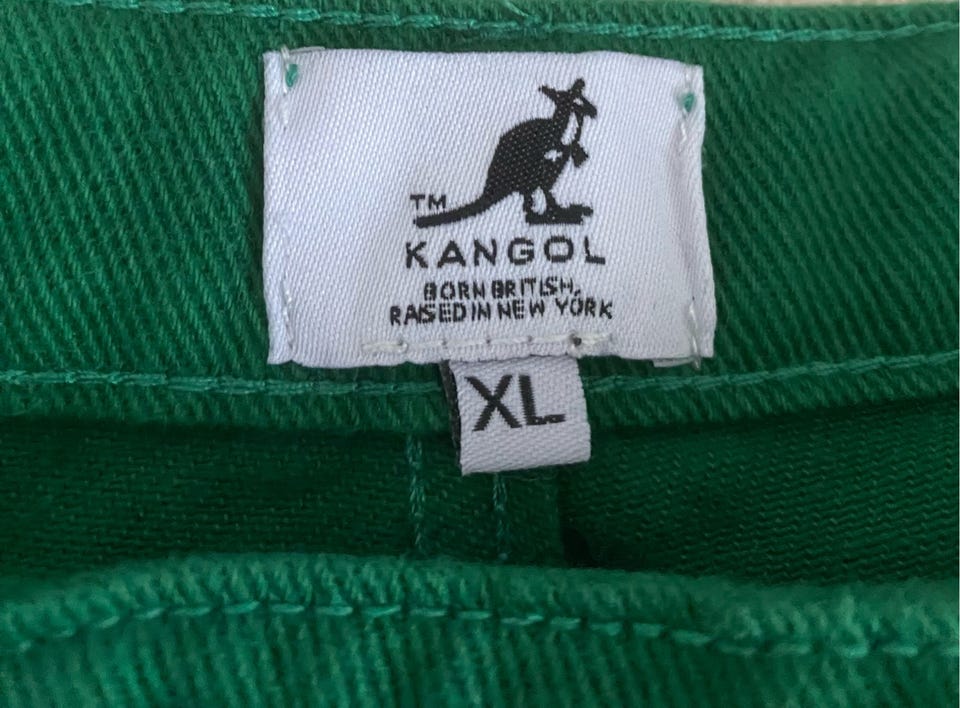 TM
KANGOL
BORN BRITISH,
RAISED IN NEW YORK
XL